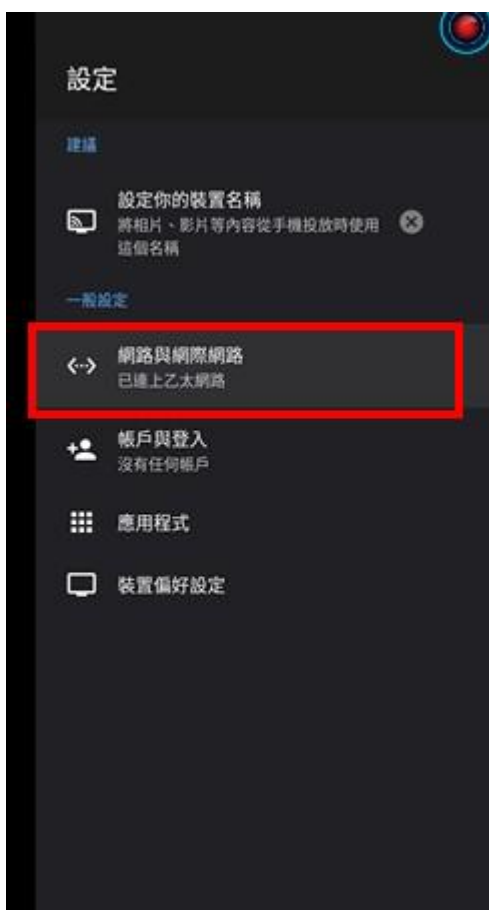 設定
建議
設定你的裝置名稱
將相片、影片等內容從手機投放時使用
這個名稱
一般設定
網路與網際網路
已連上乙太網路
帳戶與登入
沒有任何帳戶
應用程式
裝置偏好設定